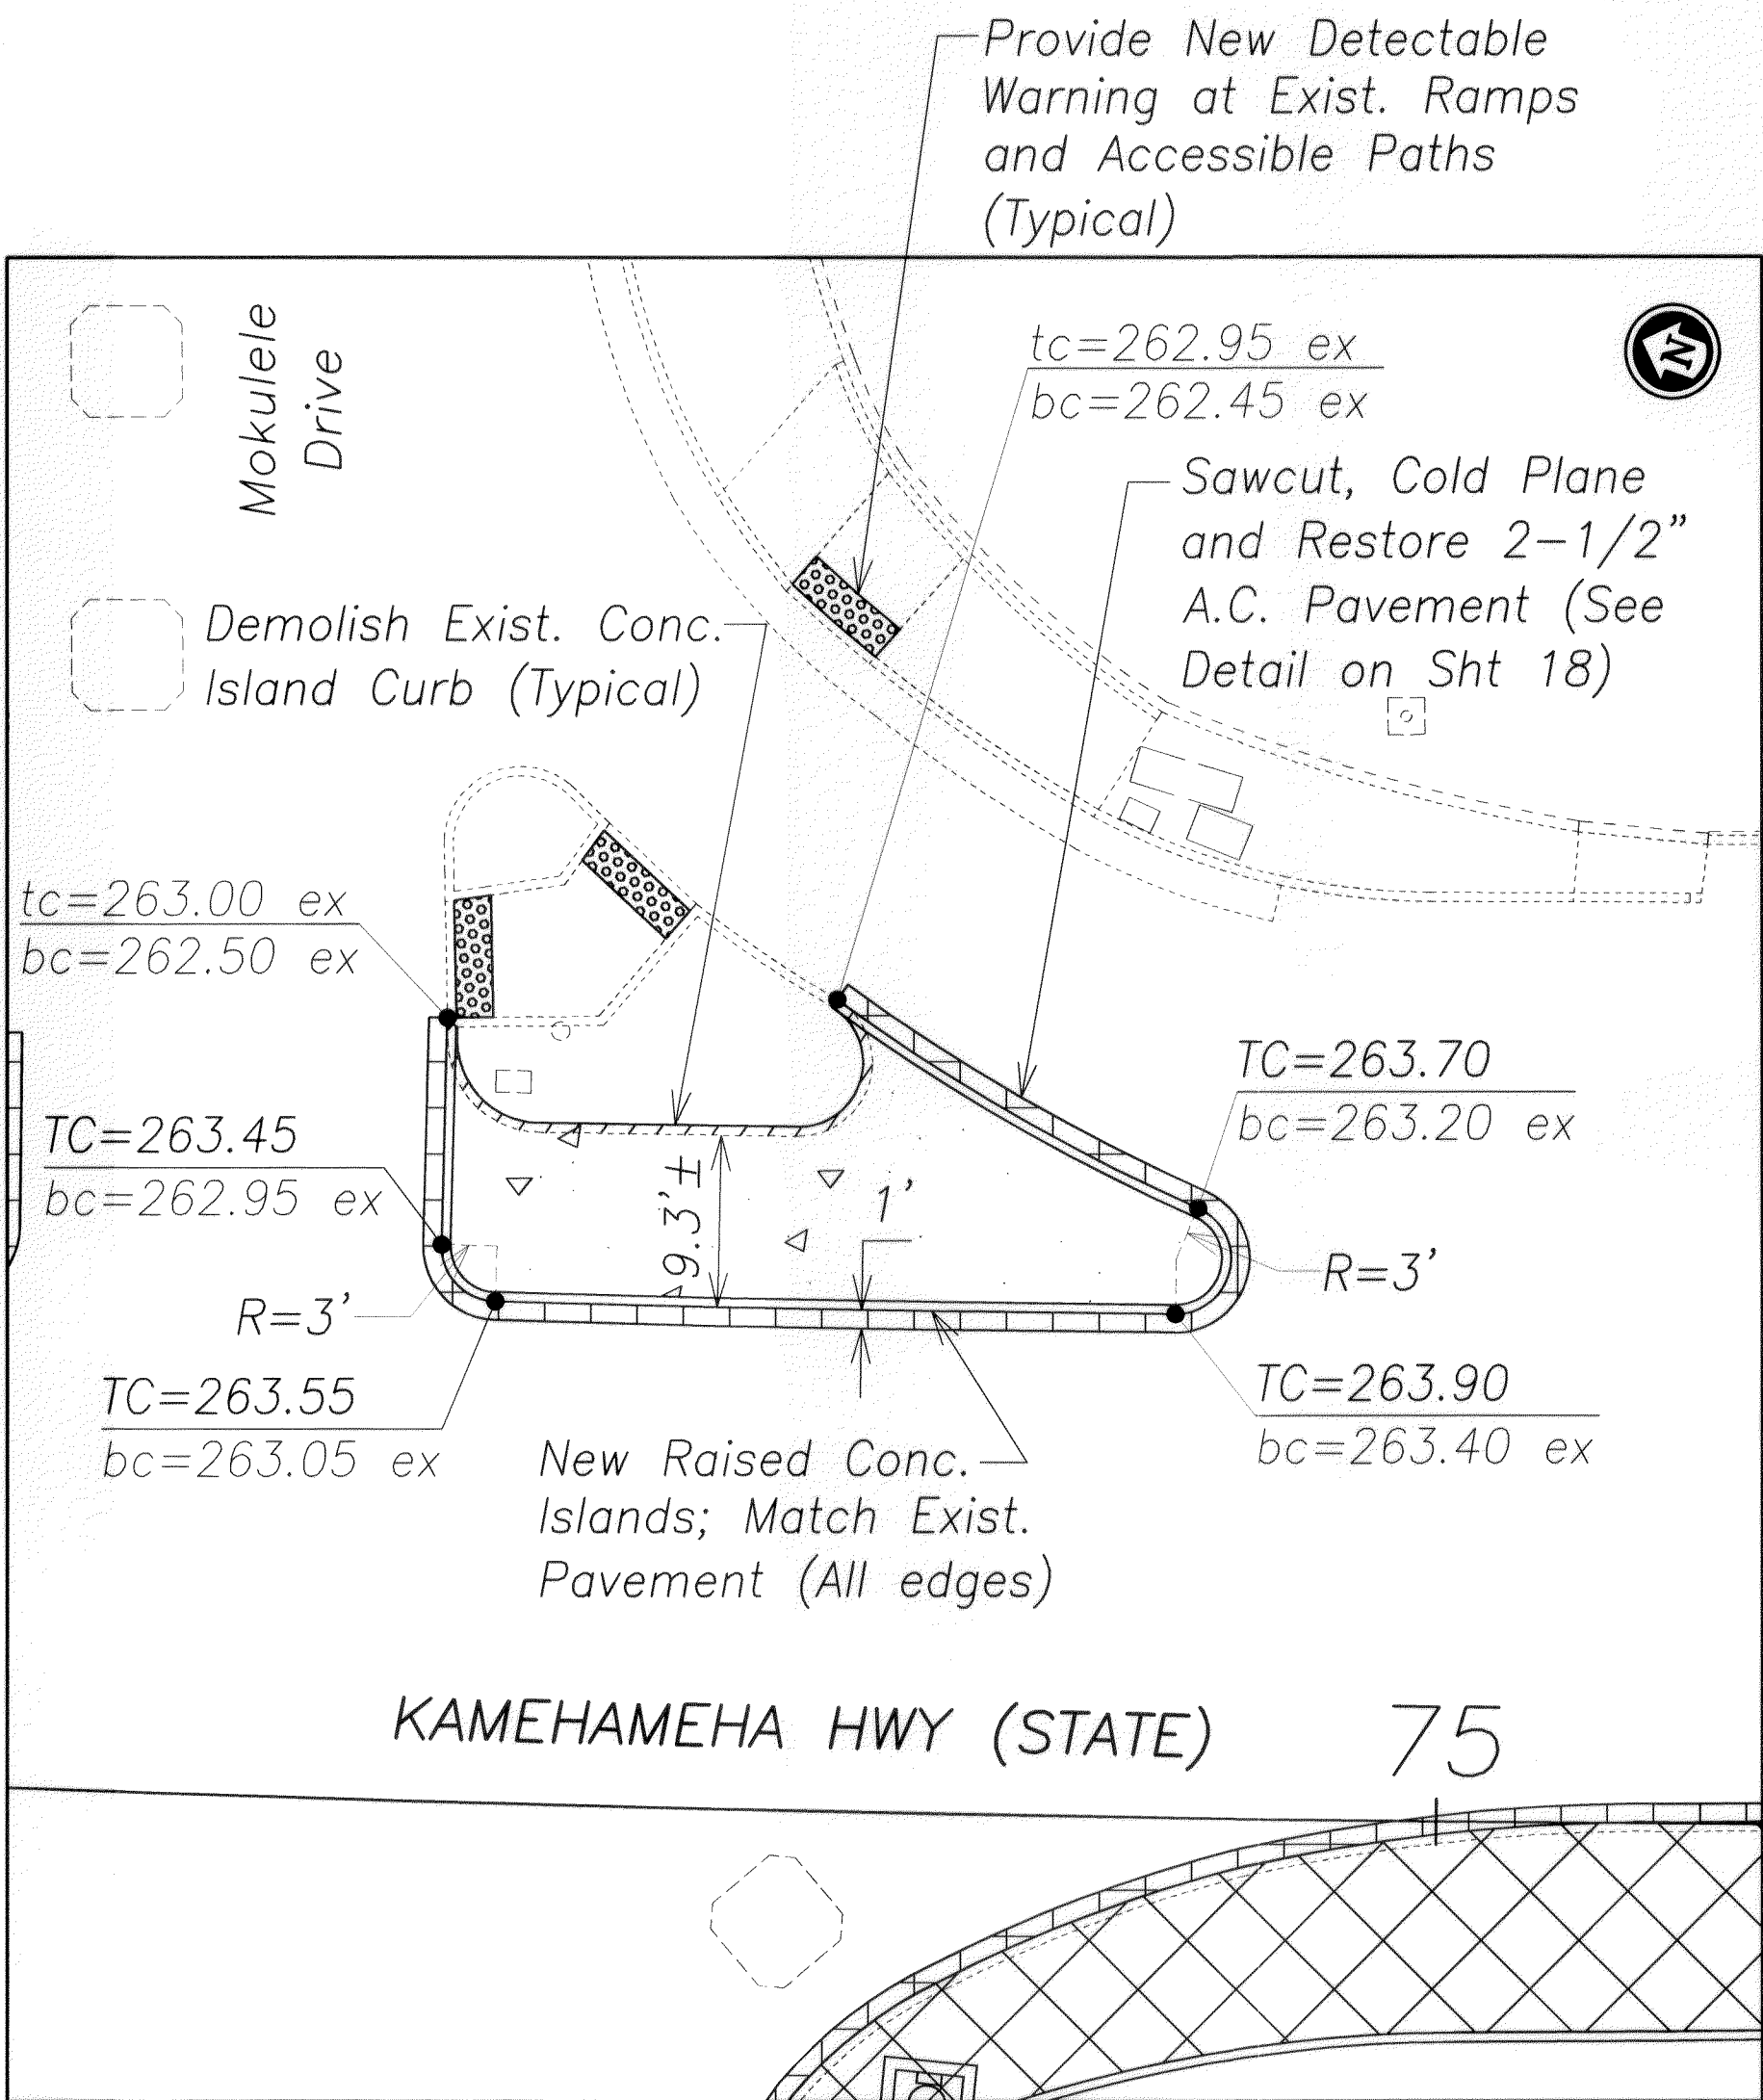 Provide New Detectable
Warning at Exist. Ramps
and Accessible Paths
(Typical)
Mokulele
Drive
tc=262.95 ex
bc=262.45 ex
N
Sawcut, Cold Plane
and Restore 2-1/2"
A.C. Pavement (See
Detail on Sht 18)
Demolish Exist. Conc.
Island Curb (Typical)
tc=263.00 ex
bc=262.50 ex
TC=263.70
bc=263.20 ex
TC=263.45
bc=262.95 ex
9.3'±
1'
R=3'
R=3'
TC=263.55
bc=263.05 ex
TC=263.90
bc=263.40 ex
New Raised Conc.
Islands; Match Exist.
Pavement (All edges)
KAMEHAMEHA HWY (STATE)
75